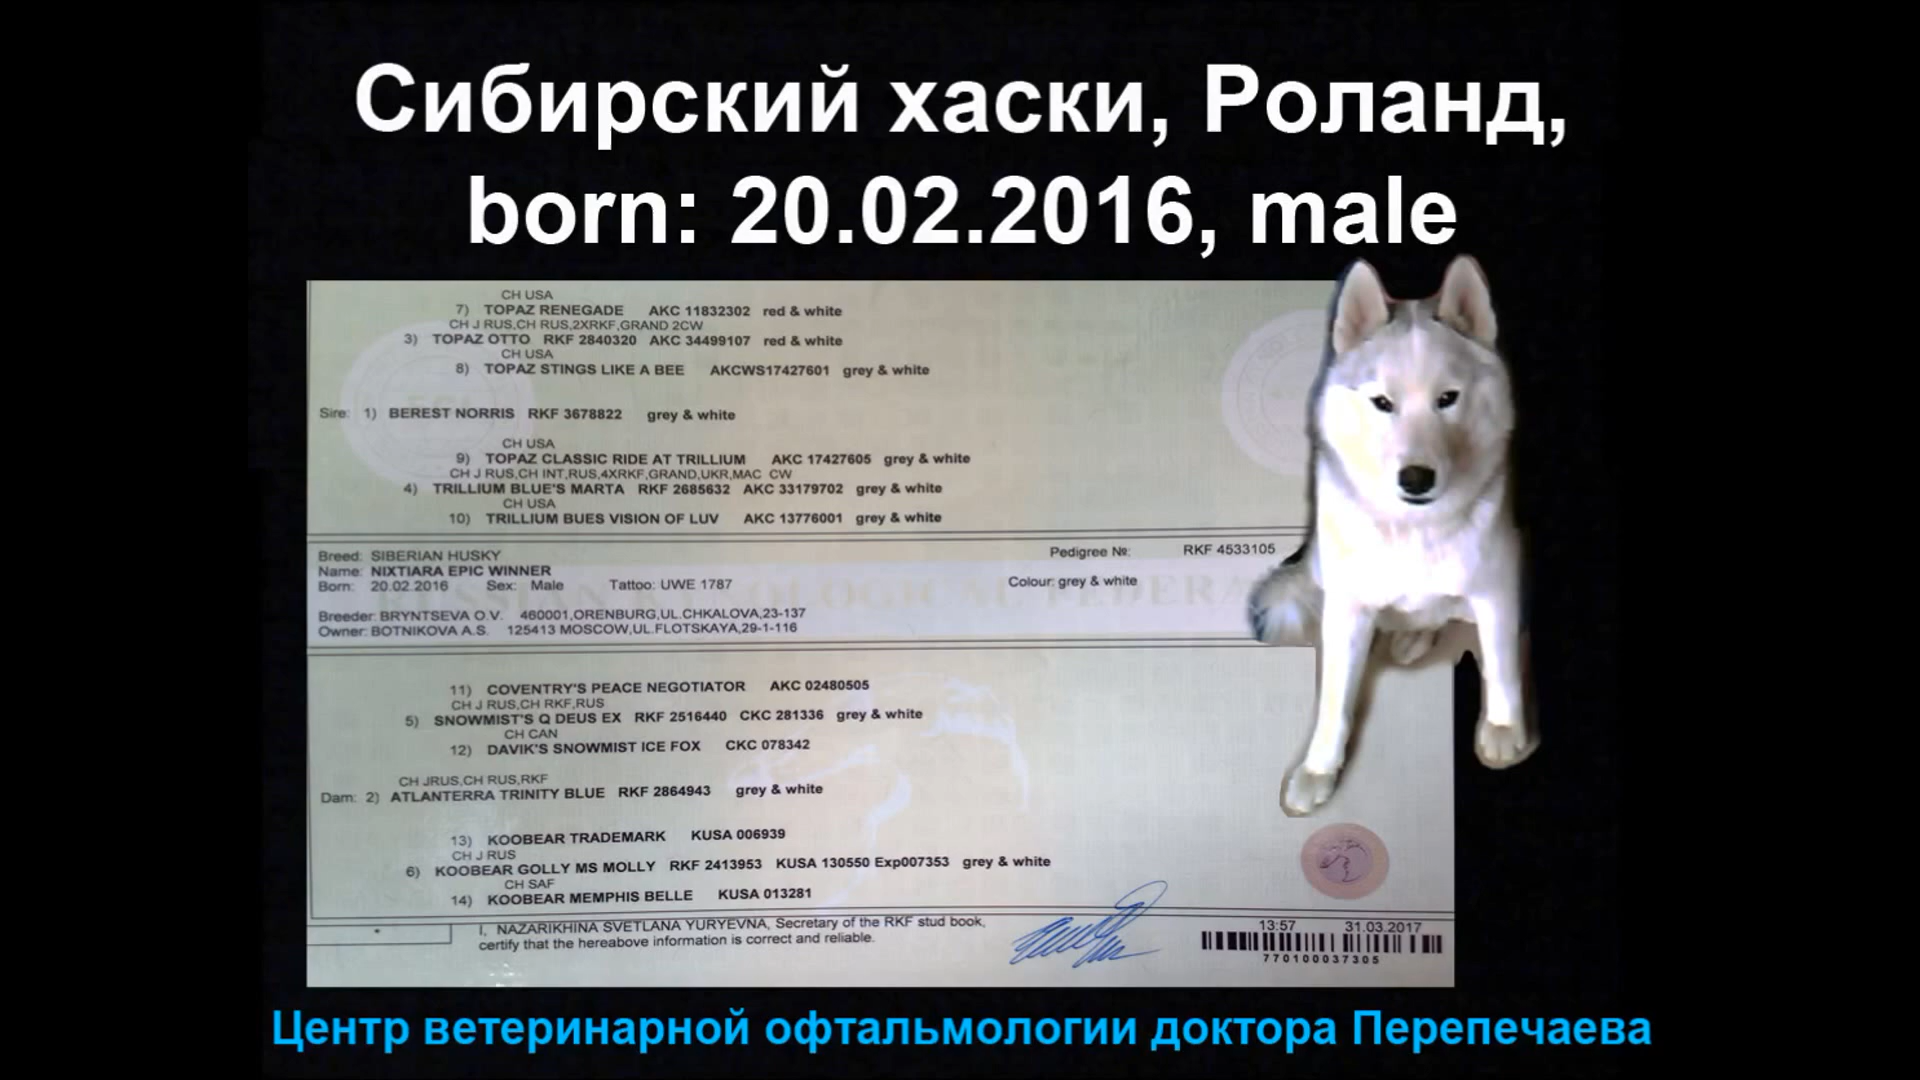 Сибирский хаски, Роланд,
born: 20.02.2016, male
CH USA
7) TOPAZ RENEGADE AKC 11832302 red & white
CH J RUS,CH RUS,2XRKF,GRAND 2CW
3) TOPAZ OTTO RKF 2840320 AKC 34499107 red & white
CH USA
8) TOPAZ STINGS LIKE A BEE AKCWS17427601 grey & white
Sire: 1) BEREST NORRIS RKF 3678822 grey & white
CH USA
9) TOPAZ CLASSIC RIDE AT TRILLIUM AKC 17427605 grey & white
CH J RUS,CH INT,RUS,4XRKF,GRAND,UKR,MAC CW
4) TRILLIUM BLUE'S MARTA RKF 2685632 AKC 33179702 grey & white
CH USA
10) TRILLIUM BUES VISION OF LUV AKC 13776001 grey & white
Breed: SIBERIAN HUSKY Pedigree №: RKF 4533105
Name: NIXTIARA EPIC WINNER
Born: 20.02.2016 Sex: Male Tattoo: UWE 1787 Colour: grey & white
Breeder: BRYNTSEVA O.V. 460001,ORENBURG,UL.CHKALOVA,23-137
Owner: BOTNIKOVA A.S. 125413 MOSCOW,UL.FLOTSKAYA,29-1-116
11) COVENTRY'S PEACE NEGOTIATOR AKC 02480505
CH J RUS,CH RKF,RUS
5) SNOWMIST'S Q DEUS EX RKF 2516440 CKC 281336 grey & white
CH CAN
12) DAVIK'S SNOWMIST ICE FOX CKC 078342
CH JRUS,CH RUS,RKF
Dam: 2) ATLANTERRA TRINITY BLUE RKF 2864943 grey & white
13) KOOBEAR TRADEMARK KUSA 006939
CH J RUS
6) KOOBEAR GOLLY MS MOLLY RKF 2413953 KUSA 130550 Exp007353 grey & white
CH SAF
14) KOOBEAR MEMPHIS BELLE KUSA 013281
I, NAZARIKHINA SVETLANA YURYEVNA, Secretary of the RKF stud book,
certify that the hereabove information is correct and reliable.
13:57 31.03.2017
770100037305
Центр ветеринарной офтальмологии доктора Перепечаева